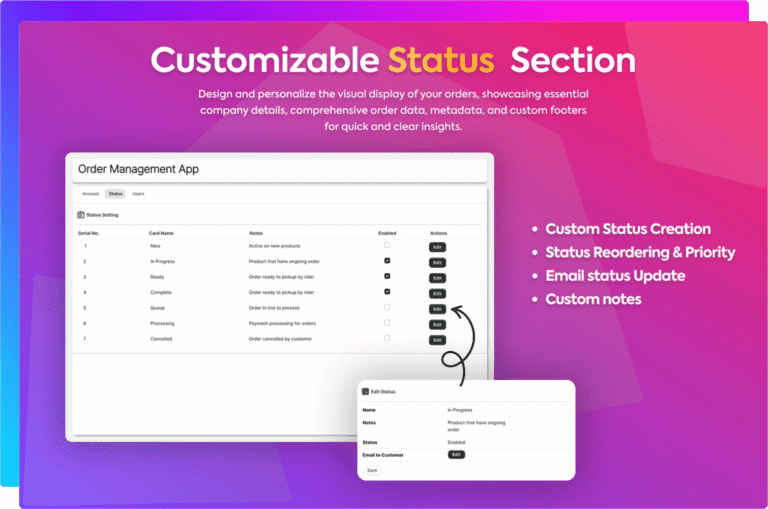 Customizable Status Section
Design and personalize the visual display of your orders, showcasing essential
company details, comprehensive order data, metadata, and custom footers
for quick and clear insights.
Order Management App
Account Status Users
Status Setting
Serial No. Card Name Notes Enabled Actions
1 New Active on new products Edit
2 In Progress Product that have ongoing order Edit
3 Ready Order ready to pickup by rider Edit
4 Complete Order ready to pickup by rider Edit
5 Queue Order in line to process Edit
6 Processing Payment processing for orders Edit
7 Cancelled Order cancelled by customer Edit
• Custom Status Creation
• Status Reordering & Priority
• Email status Update
• Custom notes
Edit Status
Name In Progress
Notes Product that have ongoing
order
Status Enabled
Email to Customer EDIT
Save